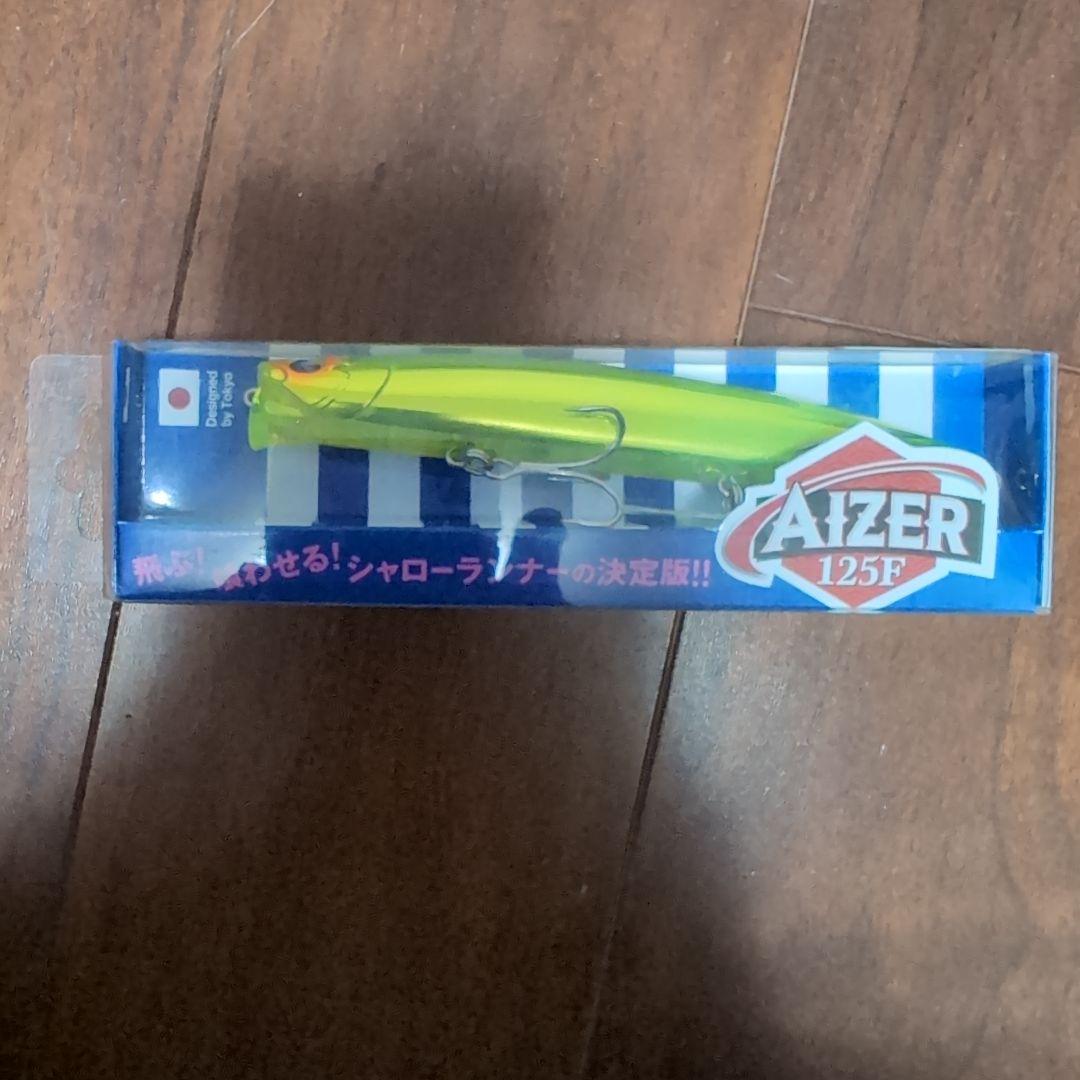 Designed
by Tokyo
飛ぶ! 喰わせる! シャローランナーの決定版!!
AIZER
125F